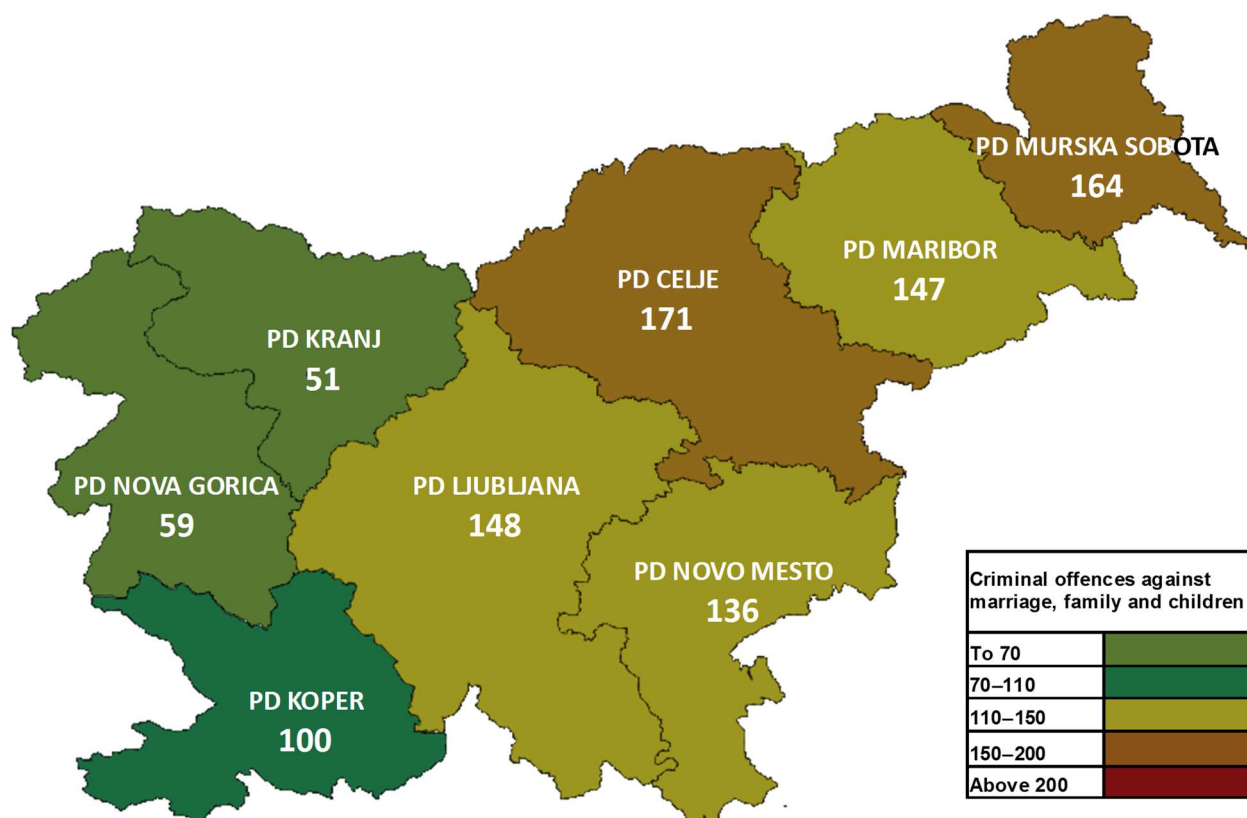 PD MURSKA SOBOTA
164
PD MARIBOR
147
PD CELJE
171
PD KRANJ
51
PD NOVA GORICA
59
PD LJUBLJANA
148
PD NOVO MESTO
136
PD KOPER
100
Criminal offences against
marriage, family and children
To 70
70–110
110–150
150–200
Above 200